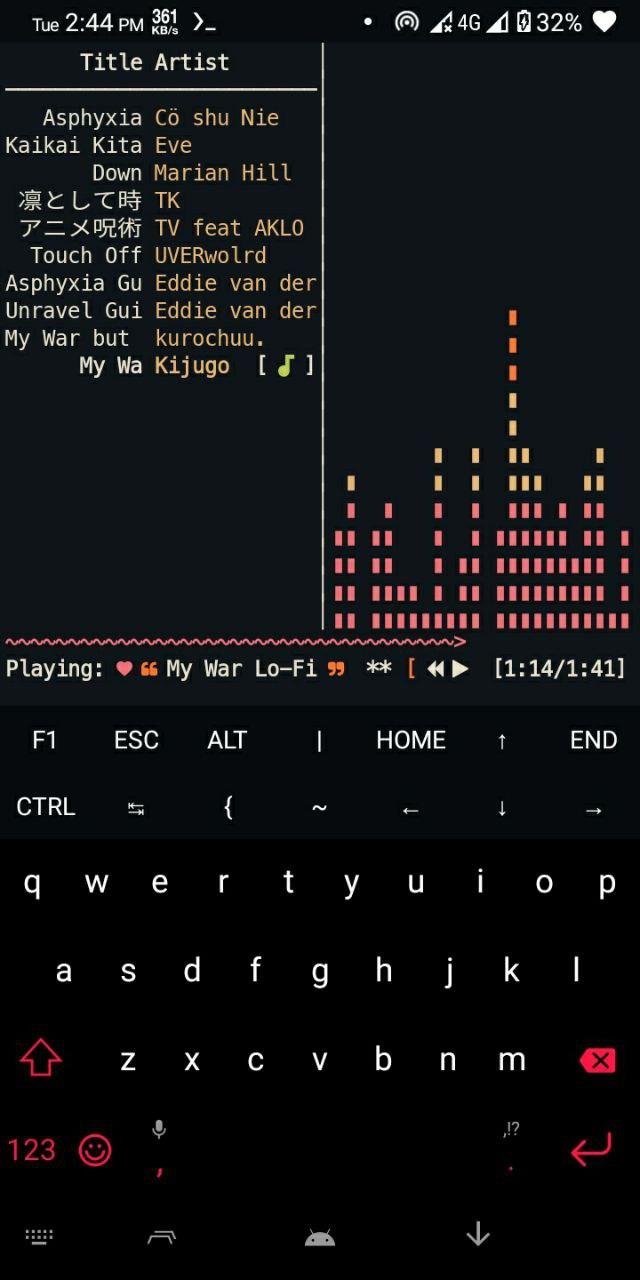 Tue 2:44 PM 361 KB/s 4G 32%
Title Artist
Asphyxia Cö shu Nie
Kaikai Kita Eve
Down Marian Hill
凛として時 TK
アニメ呪術 TV feat AKLO
Touch Off UVERwolrd
Asphyxia Gu Eddie van der
Unravel Gui Eddie van der
My War but kurochuu.
My Wa Kijugo [ ]
~~~~~~~~~~~~~~~~~~~~~~~~~~~~~~~~~~~~>
Playing: ❤ ❝ My War Lo-Fi ❞ ** [ ⏪ ▶ [1:14/1:41]
F1 ESC ALT | HOME ↑ END
CTRL ↹ { ~ ← ↓ →
q w e r t y u i o p
a s d f g h j k l
z x c v b n m
,!?
123 , .